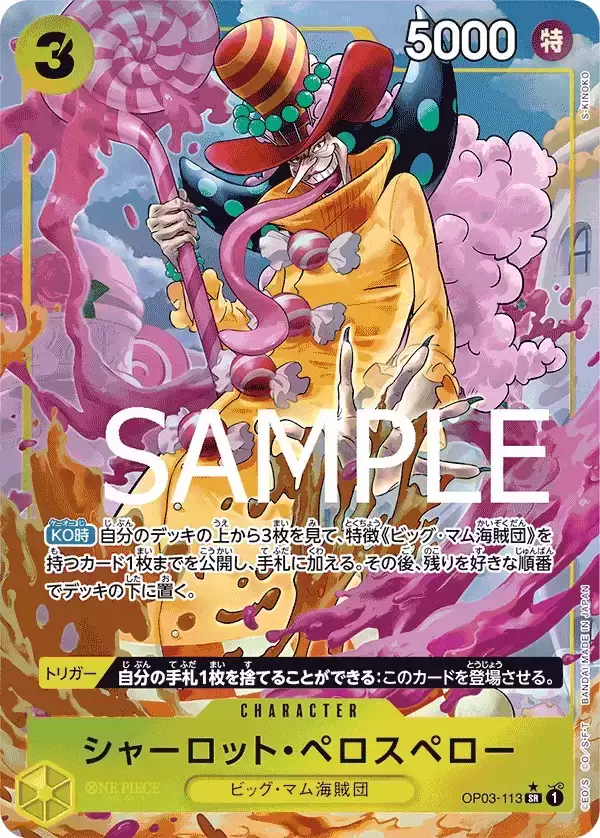 3
5000 特
S・KINOKO
SAMPLE
KO時 自分のデッキの上から3枚を見て、特徴《ビッグ・マム海賊団》を
持つカード1枚までを公開し、手札に加える。その後、残りを好きな順番
でデッキの下に置く。
トリガー 自分の手札1枚を捨てることができる:このカードを登場させる。
©E.O/S ©O/S・F・T BANDAI MADE IN JAPAN
CHARACTER
シャーロット・ペロスペロー
ONE PIECE
ビッグ・マム海賊団
OP03-113 SR 1